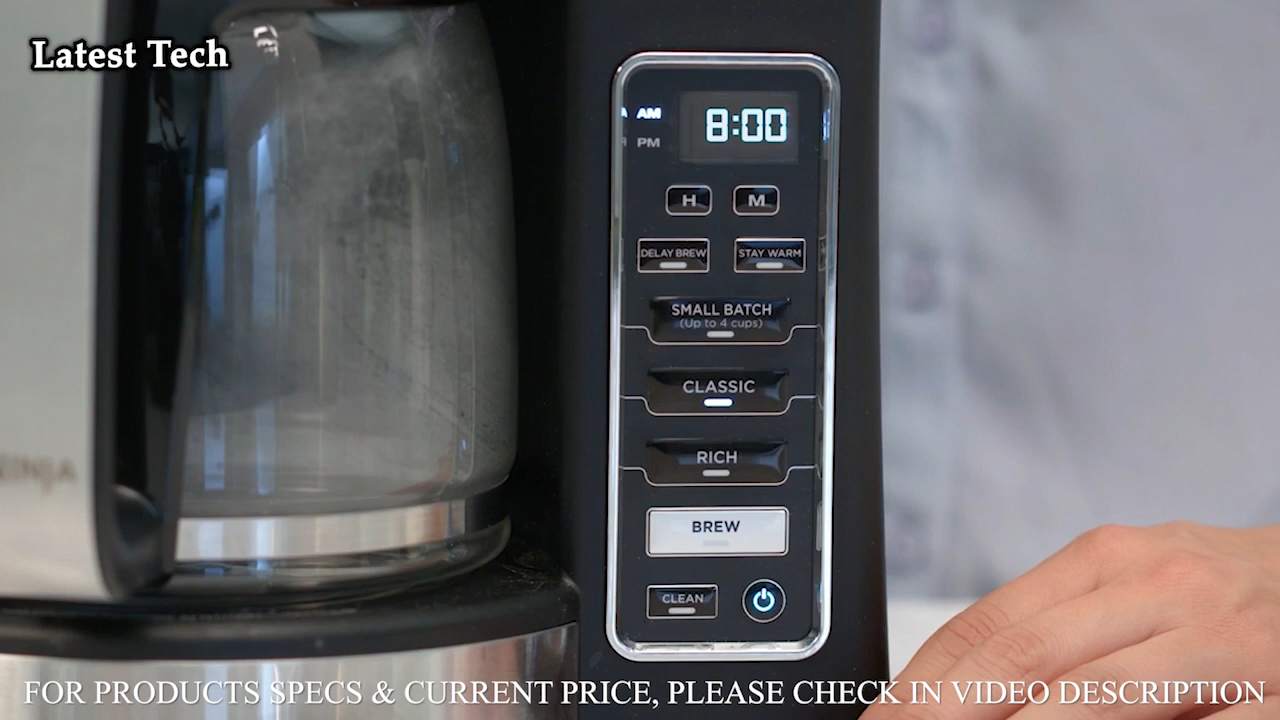 Latest Tech
AM
8:00
PM
H M
DELAY BREW STAY WARM
SMALL BATCH
(Up to 4 cups)
CLASSIC
RICH
BREW
CLEAN
NINJA
FOR PRODUCTS SPECS & CURRENT PRICE, PLEASE CHECK IN VIDEO DESCRIPTION